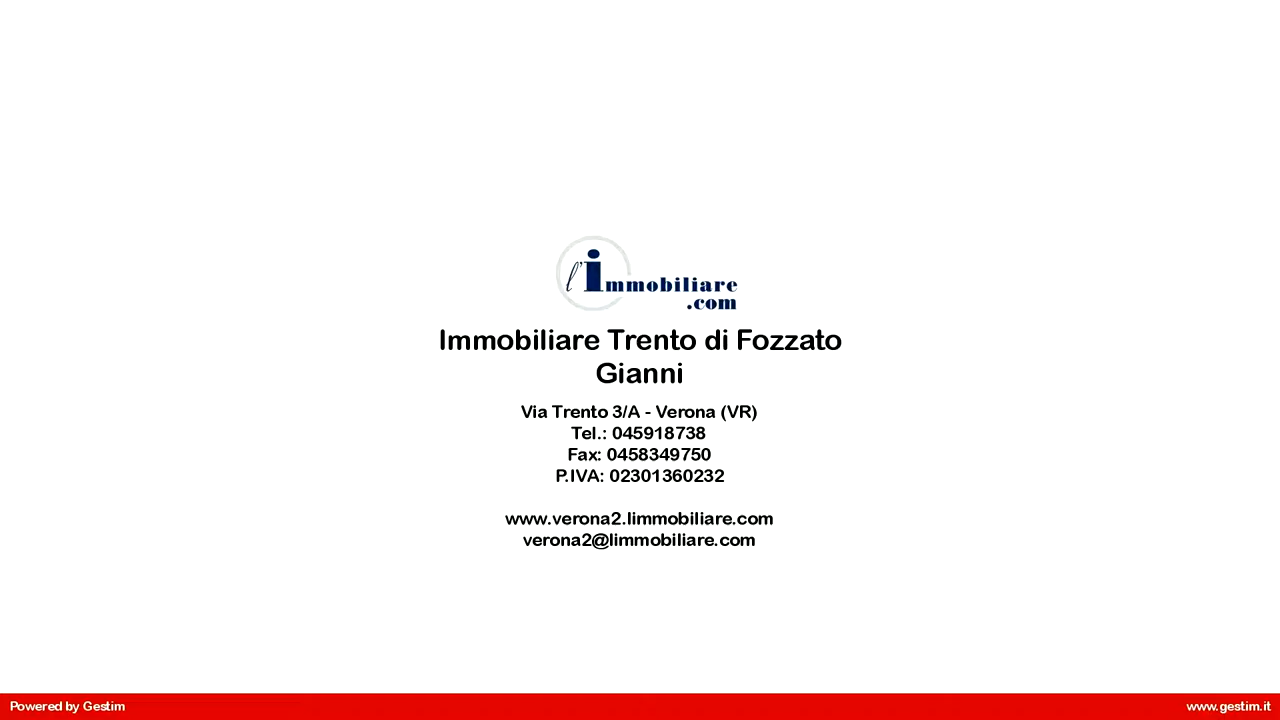 l'Immobiliare
.com
Immobiliare Trento di Fozzato
Gianni
Via Trento 3/A - Verona (VR)
Tel.: 045918738
Fax: 0458349750
P.IVA: 02301360232
www.verona2.limmobiliare.com
verona2@limmobiliare.com
Powered by Gestim
www.gestim.it